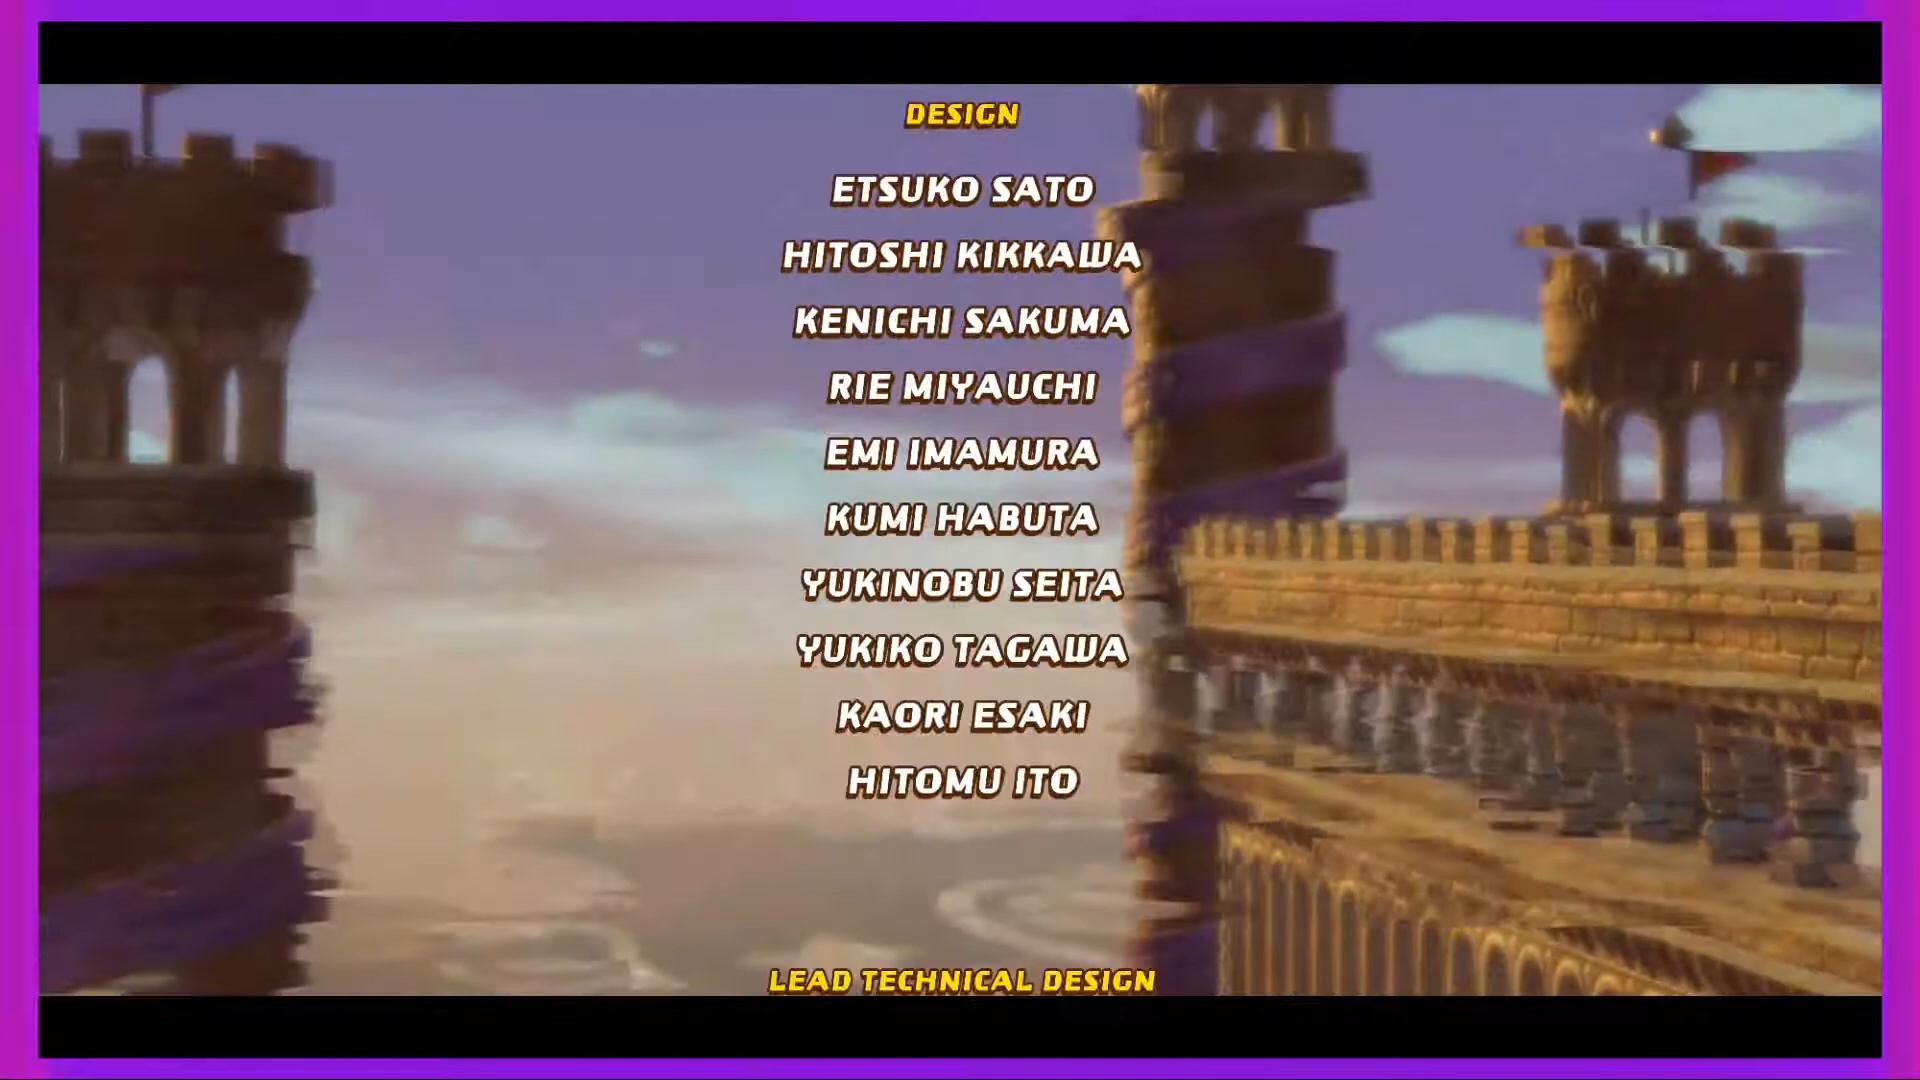 DESIGN
ETSUKO SATO
HITOSHI KIKKAWA
KENICHI SAKUMA
RIE MIYAUCHI
EMI IMAMURA
KUMI HABUTA
YUKINOBU SEITA
YUKIKO TAGAWA
KAORI ESAKI
HITOMU ITO
LEAD TECHNICAL DESIGN